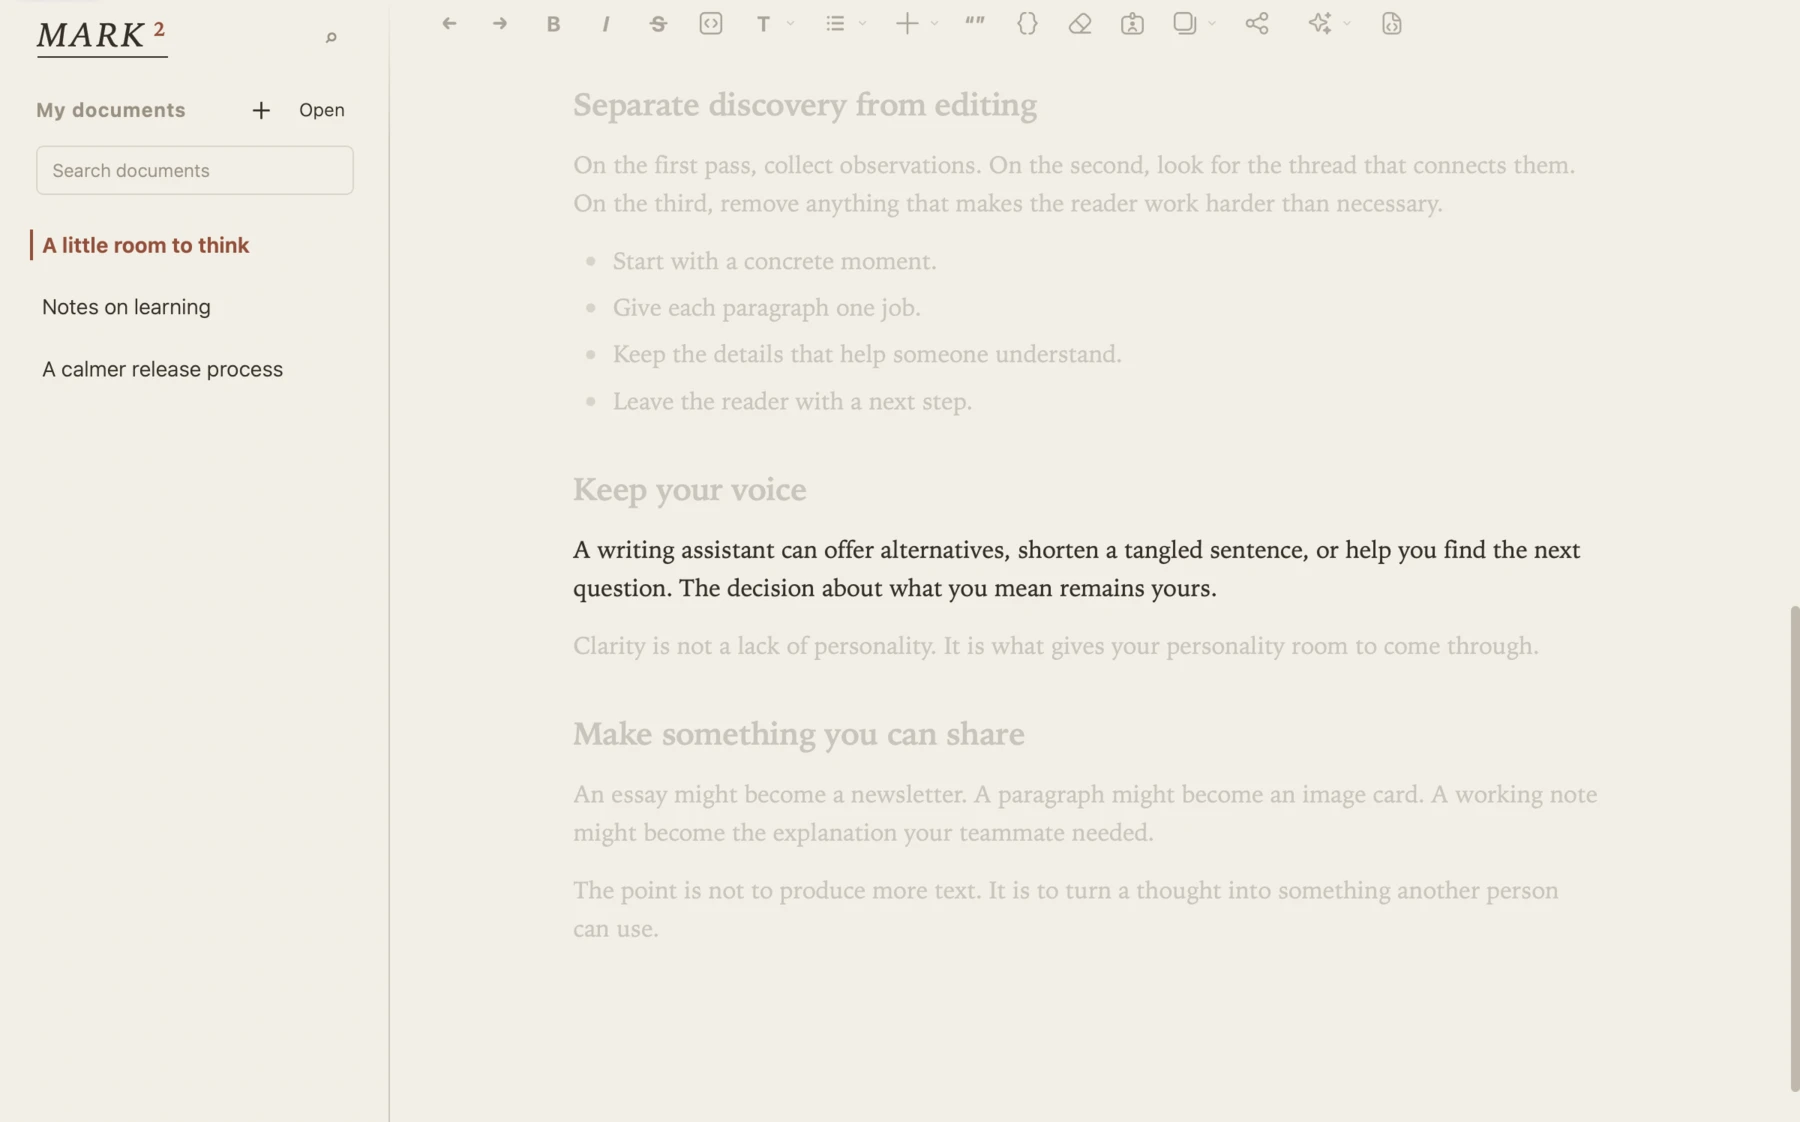 MARK 2
My documents
Open
Search documents
A little room to think
Notes on learning
A calmer release process
B I S T “”
Separate discovery from editing
On the first pass, collect observations. On the second, look for the thread that connects them.
On the third, remove anything that makes the reader work harder than necessary.
Start with a concrete moment.
Give each paragraph one job.
Keep the details that help someone understand.
Leave the reader with a next step.
Keep your voice
A writing assistant can offer alternatives, shorten a tangled sentence, or help you find the next
question. The decision about what you mean remains yours.
Clarity is not a lack of personality. It is what gives your personality room to come through.
Make something you can share
An essay might become a newsletter. A paragraph might become an image card. A working note
might become the explanation your teammate needed.
The point is not to produce more text. It is to turn a thought into something another person
can use.